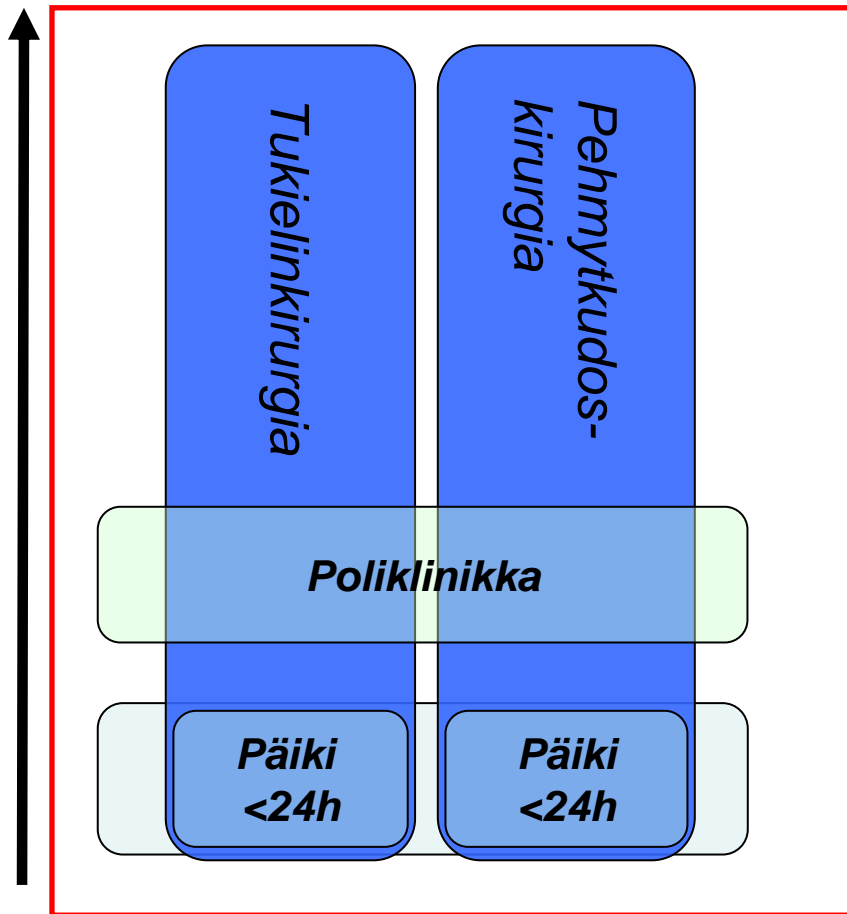 Tukielinkirurgia
Pehmytkudos-
kirurgia
Poliklinikka
Päiki
<24h
Päiki
<24h